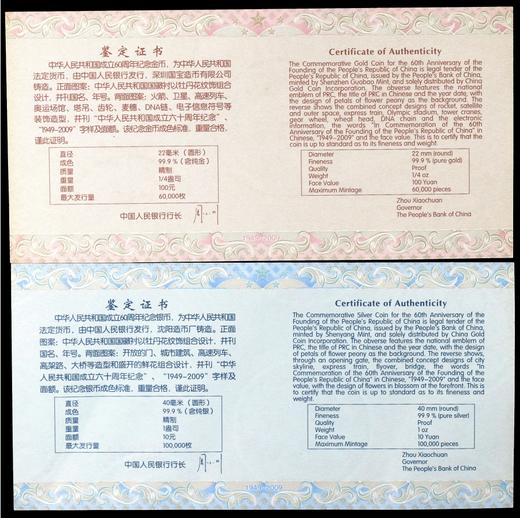 鉴定证书
中华人民共和国成立60周年纪念金币，为中华人民共和国
法定货币，由中国人民银行发行，深圳国宝造币有限公司
铸造。正面图案：中华人民共和国国徽衬以牡丹花纹饰组合
设计，并刊国名、年号。背面图案：火箭、卫星、高速列车、
奥运场馆、塔吊、齿轮、麦穗、DNA链、电子信息符号等
装饰造型，并刊“中华人民共和国成立六十周年纪念”、
“1949-2009”字样及面额。该纪念金币成色标准，重量合格，
谨此证明。
直径 22毫米（圆形）
成色 99.9%（含纯金）
质量 精制
重量 1/4盎司
面额 100元
最大发行量 60,000枚
中国人民银行行长
Certificate of Authenticity
The Commemorative Gold Coin for the 60th Anniversary of the
Founding of the People's Republic of China is legal tender of the
People's Republic of China, issued by the People's Bank of China,
minted by Shenzhen Guobao Mint, and solely distributed by China
Gold Coin Incorporation. The obverse features the national
emblem of PRC, the title of PRC in Chinese and the year date, with
the design of petals of flower peony as the background. The
reverse shows the combined concept designs of rocket, satellite
and outer space, express train, Olympic stadium, tower cranes,
gear wheel, wheat head, DNA chain and electronic
information, the words "In Commemoration of the 60th
Anniversary of the Founding of the People's Republic of China"
in Chinese, "1949-2009" and the face value. This is to certify that the
coin is up to standard as to its fineness and weight.
Diameter 22 mm (round)
Fineness 99.9% (pure gold)
Quality Proof
Weight 1/4 oz
Face Value 100 Yuan
Maximum Mintage 60,000 pieces
Zhou Xiaochuan
Governor
The People's Bank of China
1949-2009
鉴定证书
中华人民共和国成立60周年纪念银币，为中华人民共和
国法定货币，由中国人民银行发行，沈阳造币厂铸造。正面
图案：中华人民共和国国徽衬以牡丹花纹饰组合设计，并刊
国名、年号。背面图案：开放的门、城市建筑、高速列车、
高架路、大桥等造型和盛开的鲜花组合设计，并刊“中华
人民共和国成立六十周年纪念”、“1949-2009”字样及
面额。该纪念银币成色标准，重量合格，谨此证明。
直径 40毫米（圆形）
成色 99.9%（含纯银）
质量 精制
重量 1盎司
面额 10元
最大发行量 100,000枚
中国人民银行行长
Certificate of Authenticity
The Commemorative Silver Coin for the 60th Anniversary of the
Founding of the People's Republic of China is legal tender of the
People's Republic of China, issued by the People's Bank of China,
minted by Shenyang Mint, and solely distributed by China Gold
Coin Incorporation. The obverse features the national emblem
of PRC, the title of PRC in Chinese and the year date, with the design
of petals of flower peony as the background. The reverse shows,
through an opening gate, the combined concept designs of city
skyline, express train, flyover, bridge, the words "In
Commemoration of the 60th Anniversary of the Founding of the
People's Republic of China" in Chinese, "1949-2009" and the face
value, with the design of flowers in blossom at the forefront. This is
to certify that the coin is up to standard as to its fineness and
weight.
Diameter 40 mm (round)
Fineness 99.9% (pure silver)
Quality Proof
Weight 1 oz
Face Value 10 Yuan
Maximum Mintage 100,000 pieces
Zhou Xiaochuan
Governor
The People's Bank of China
1949-2009